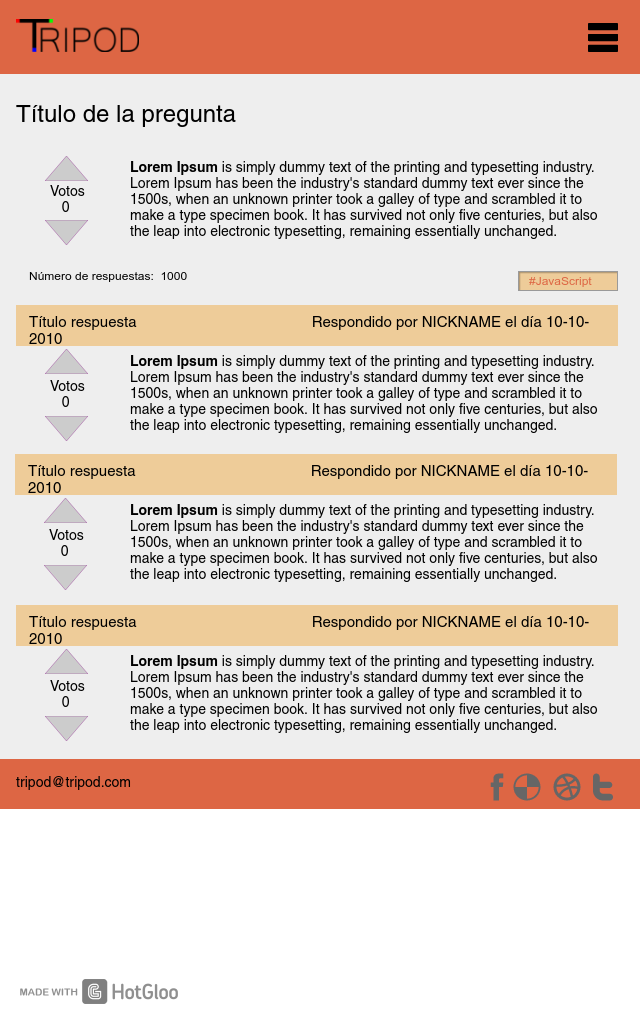 TRIPOD
Título de la pregunta
Votos
0
Lorem Ipsum is simply dummy text of the printing and typesetting industry.
Lorem Ipsum has been the industry's standard dummy text ever since the
1500s, when an unknown printer took a galley of type and scrambled it to
make a type specimen book. It has survived not only five centuries, but also
the leap into electronic typesetting, remaining essentially unchanged.
Número de respuestas: 1000
#JavaScript
Título respuesta Respondido por NICKNAME el día 10-10-
2010
Votos
0
Lorem Ipsum is simply dummy text of the printing and typesetting industry.
Lorem Ipsum has been the industry's standard dummy text ever since the
1500s, when an unknown printer took a galley of type and scrambled it to
make a type specimen book. It has survived not only five centuries, but also
the leap into electronic typesetting, remaining essentially unchanged.
Título respuesta Respondido por NICKNAME el día 10-10-
2010
Votos
0
Lorem Ipsum is simply dummy text of the printing and typesetting industry.
Lorem Ipsum has been the industry's standard dummy text ever since the
1500s, when an unknown printer took a galley of type and scrambled it to
make a type specimen book. It has survived not only five centuries, but also
the leap into electronic typesetting, remaining essentially unchanged.
Título respuesta Respondido por NICKNAME el día 10-10-
2010
Votos
0
Lorem Ipsum is simply dummy text of the printing and typesetting industry.
Lorem Ipsum has been the industry's standard dummy text ever since the
1500s, when an unknown printer took a galley of type and scrambled it to
make a type specimen book. It has survived not only five centuries, but also
the leap into electronic typesetting, remaining essentially unchanged.
tripod@tripod.com
MADE WITH HotGloo